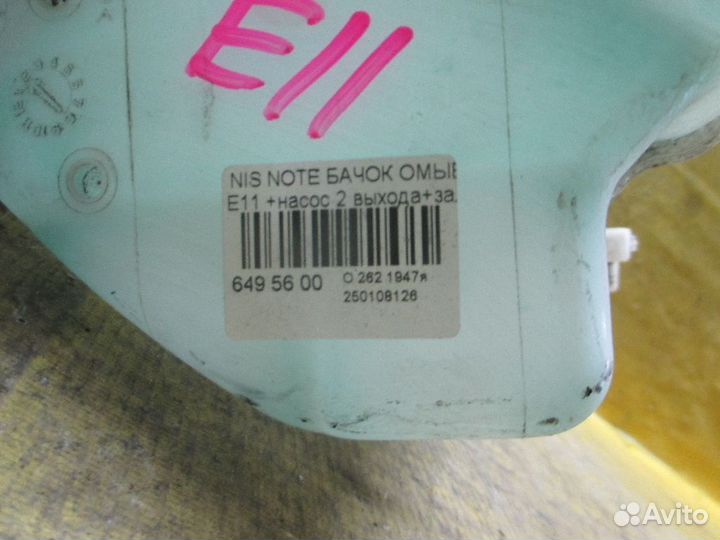 E11
NIS NOTE БАЧОК ОМЫВ
E11 +насос 2 выхода+за
649 56 00
О 262 1947я
250108126
Avito